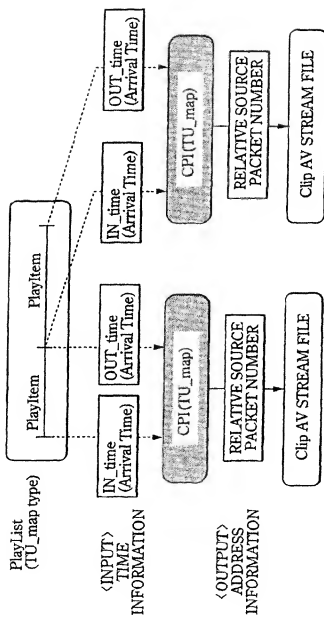 PlayList
(TU_map type)
PlayItem
PlayItem
<INPUT>
TIME
INFORMATION
IN_time
(Arrival Time)
OUT_time
(Arrival Time)
IN_time
(Arrival Time)
OUT_time
(Arrival Time)
CPI(TU_map)
CPI(TU_map)
<OUTPUT>
ADDRESS
INFORMATION
RELATIVE SOURCE
PACKET NUMBER
RELATIVE SOURCE
PACKET NUMBER
Clip AV STREAM FILE
Clip AV STREAM FILE